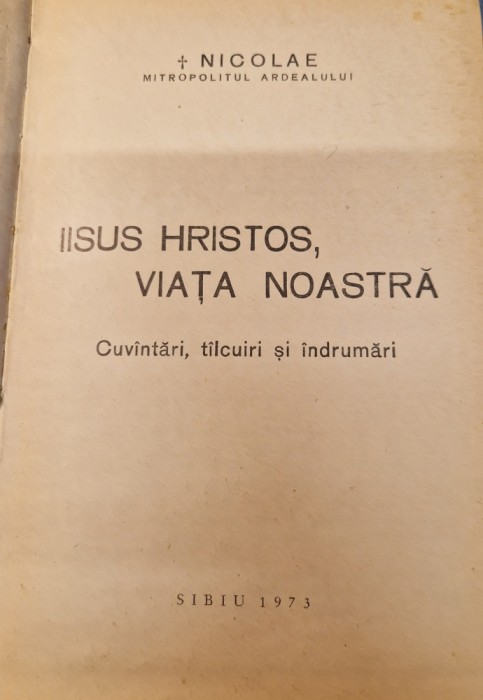 † NICOLAE
MITROPOLITUL ARDEALULUI
IISUS HRISTOS,
VIAȚA NOASTRĂ
Cuvîntări, tîlcuiri și îndrumări
SIBIU 1973